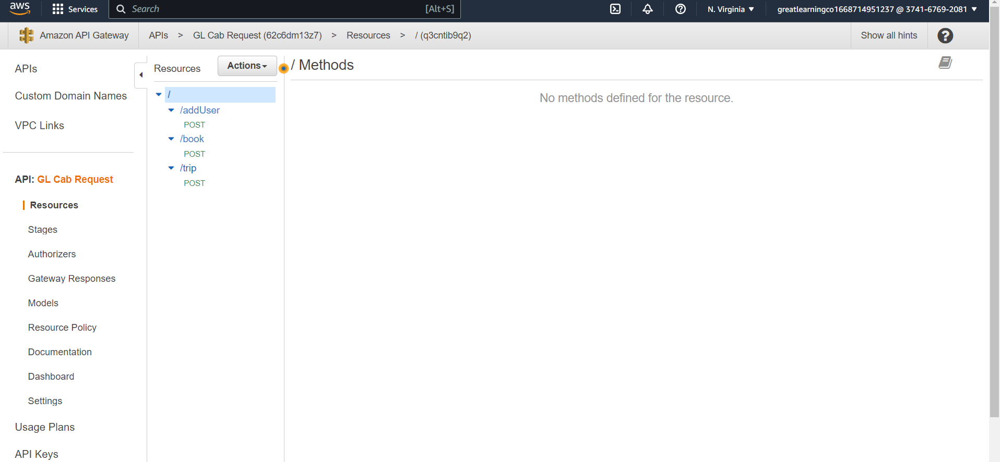 aws Services Search [Alt+S] N. Virginia ▼ greatlearningco1668714951237 @ 3741-6769-2081 ▼
Amazon API Gateway APIs > GL Cab Request (62c6dm13z7) > Resources > / (q3cntib9q2) Show all hints ?
APIs
Custom Domain Names
VPC Links
API: GL Cab Request
Resources
Stages
Authorizers
Gateway Responses
Models
Resource Policy
Documentation
Dashboard
Settings
Usage Plans
API Keys
Resources Actions
/
/addUser
POST
/book
POST
/trip
POST
/ Methods
No methods defined for the resource.